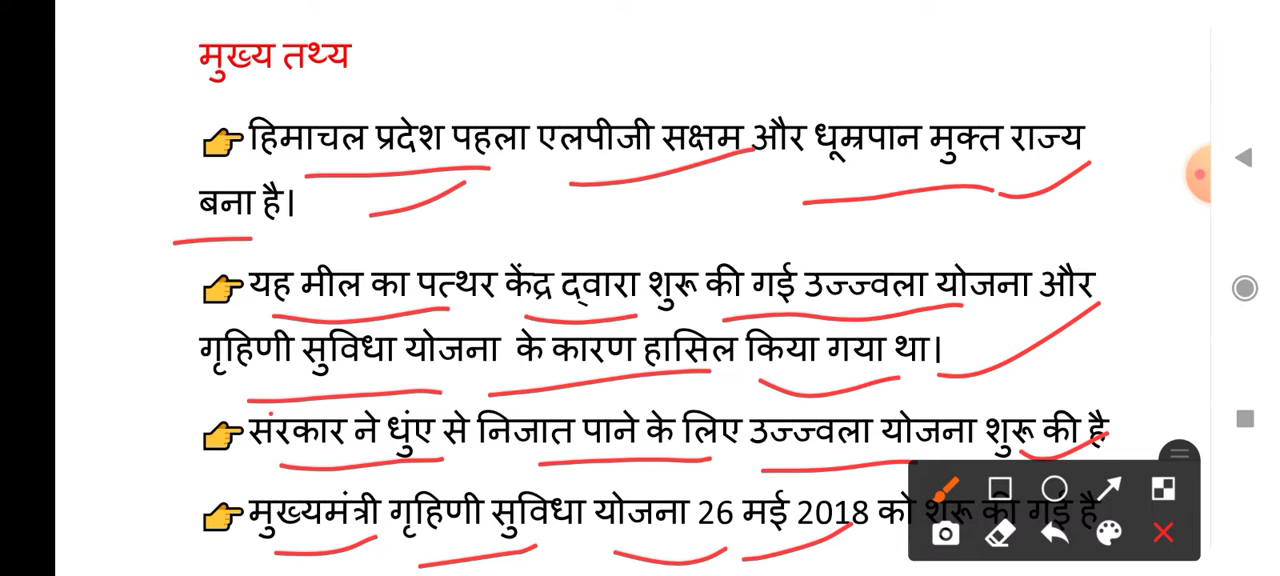 मुख्य तथ्य
👉हिमाचल प्रदेश पहला एलपीजी सक्षम और धूम्रपान मुक्त राज्य
बना है।
👉यह मील का पत्थर केंद्र द्वारा शुरू की गई उज्ज्वला योजना और
गृहिणी सुविधा योजना के कारण हासिल किया गया था।
👉संरकार ने धुंए से निजात पाने के लिए उज्ज्वला योजना शुरू की है
👉मुख्यमंत्री गृहिणी सुविधा योजना 26 मई 2018 को शुरू की गई है